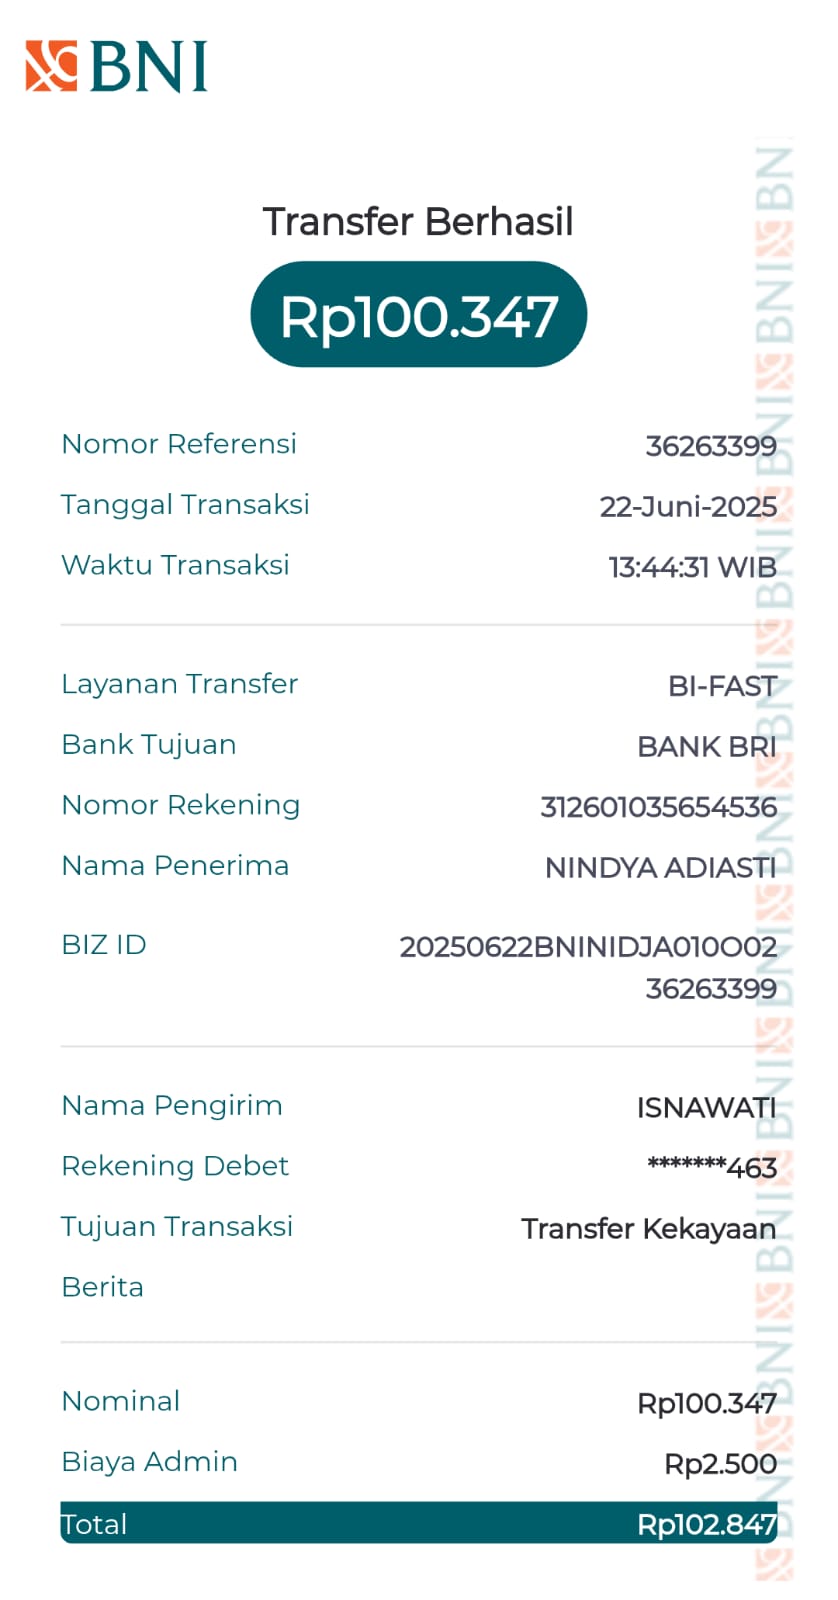 BNI
Transfer Berhasil
Rp100.347
Nomor Referensi 36263399
Tanggal Transaksi 22-Juni-2025
Waktu Transaksi 13:44:31 WIB
Layanan Transfer BI-FAST
Bank Tujuan BANK BRI
Nomor Rekening 312601035654536
Nama Penerima NINDYA ADIASTI
BIZ ID 20250622BNINIDJA010O02
36263399
Nama Pengirim ISNAWATI
Rekening Debet *******463
Tujuan Transaksi Transfer Kekayaan
Berita
Nominal Rp100.347
Biaya Admin Rp2.500
Total Rp102.847
BNI BNI BNI BNI BNI BNI BNI BNI BNI BNI BN